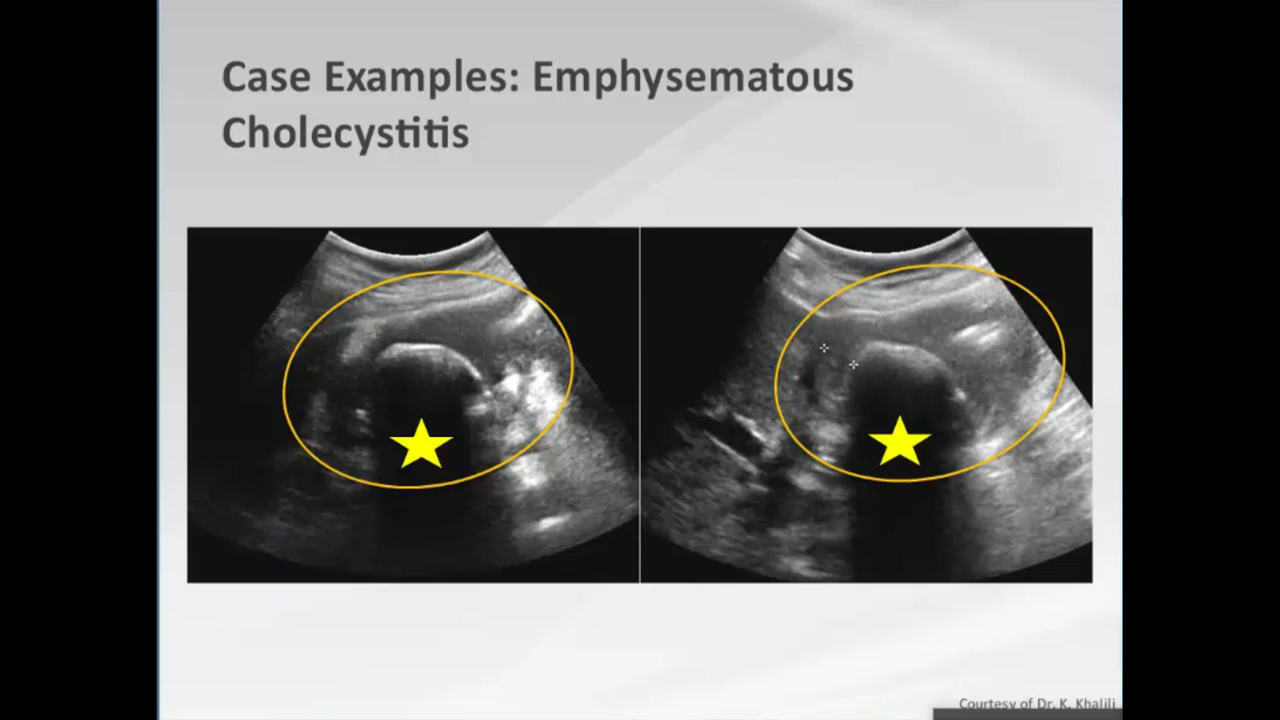 Case Examples: Emphysematous
Cholecystitis
Courtesy of Dr. K. Khalili